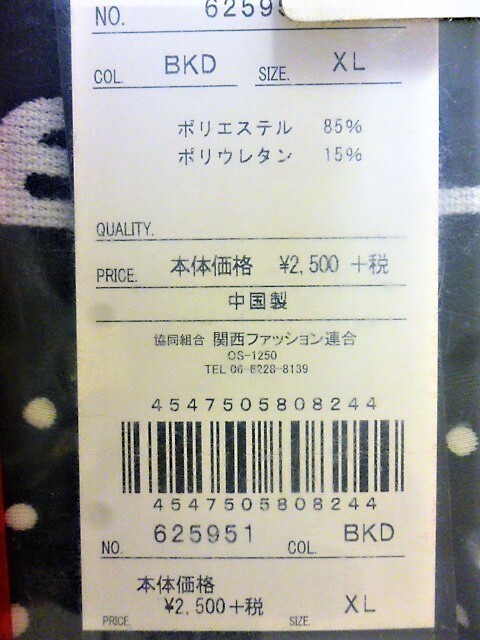 NO. 625951
COL. BKD SIZE. XL
ポリエステル 85%
ポリウレタン 15%
QUALITY.
PRICE. 本体価格 ¥2,500 +税
中国製
協同組合 関西ファッション連合
OS-1250
TEL 06-6228-8139
4547505808244
4547505808244
NO. 625951 COL. BKD
本体価格
PRICE. ¥2,500+税 SIZE. XL